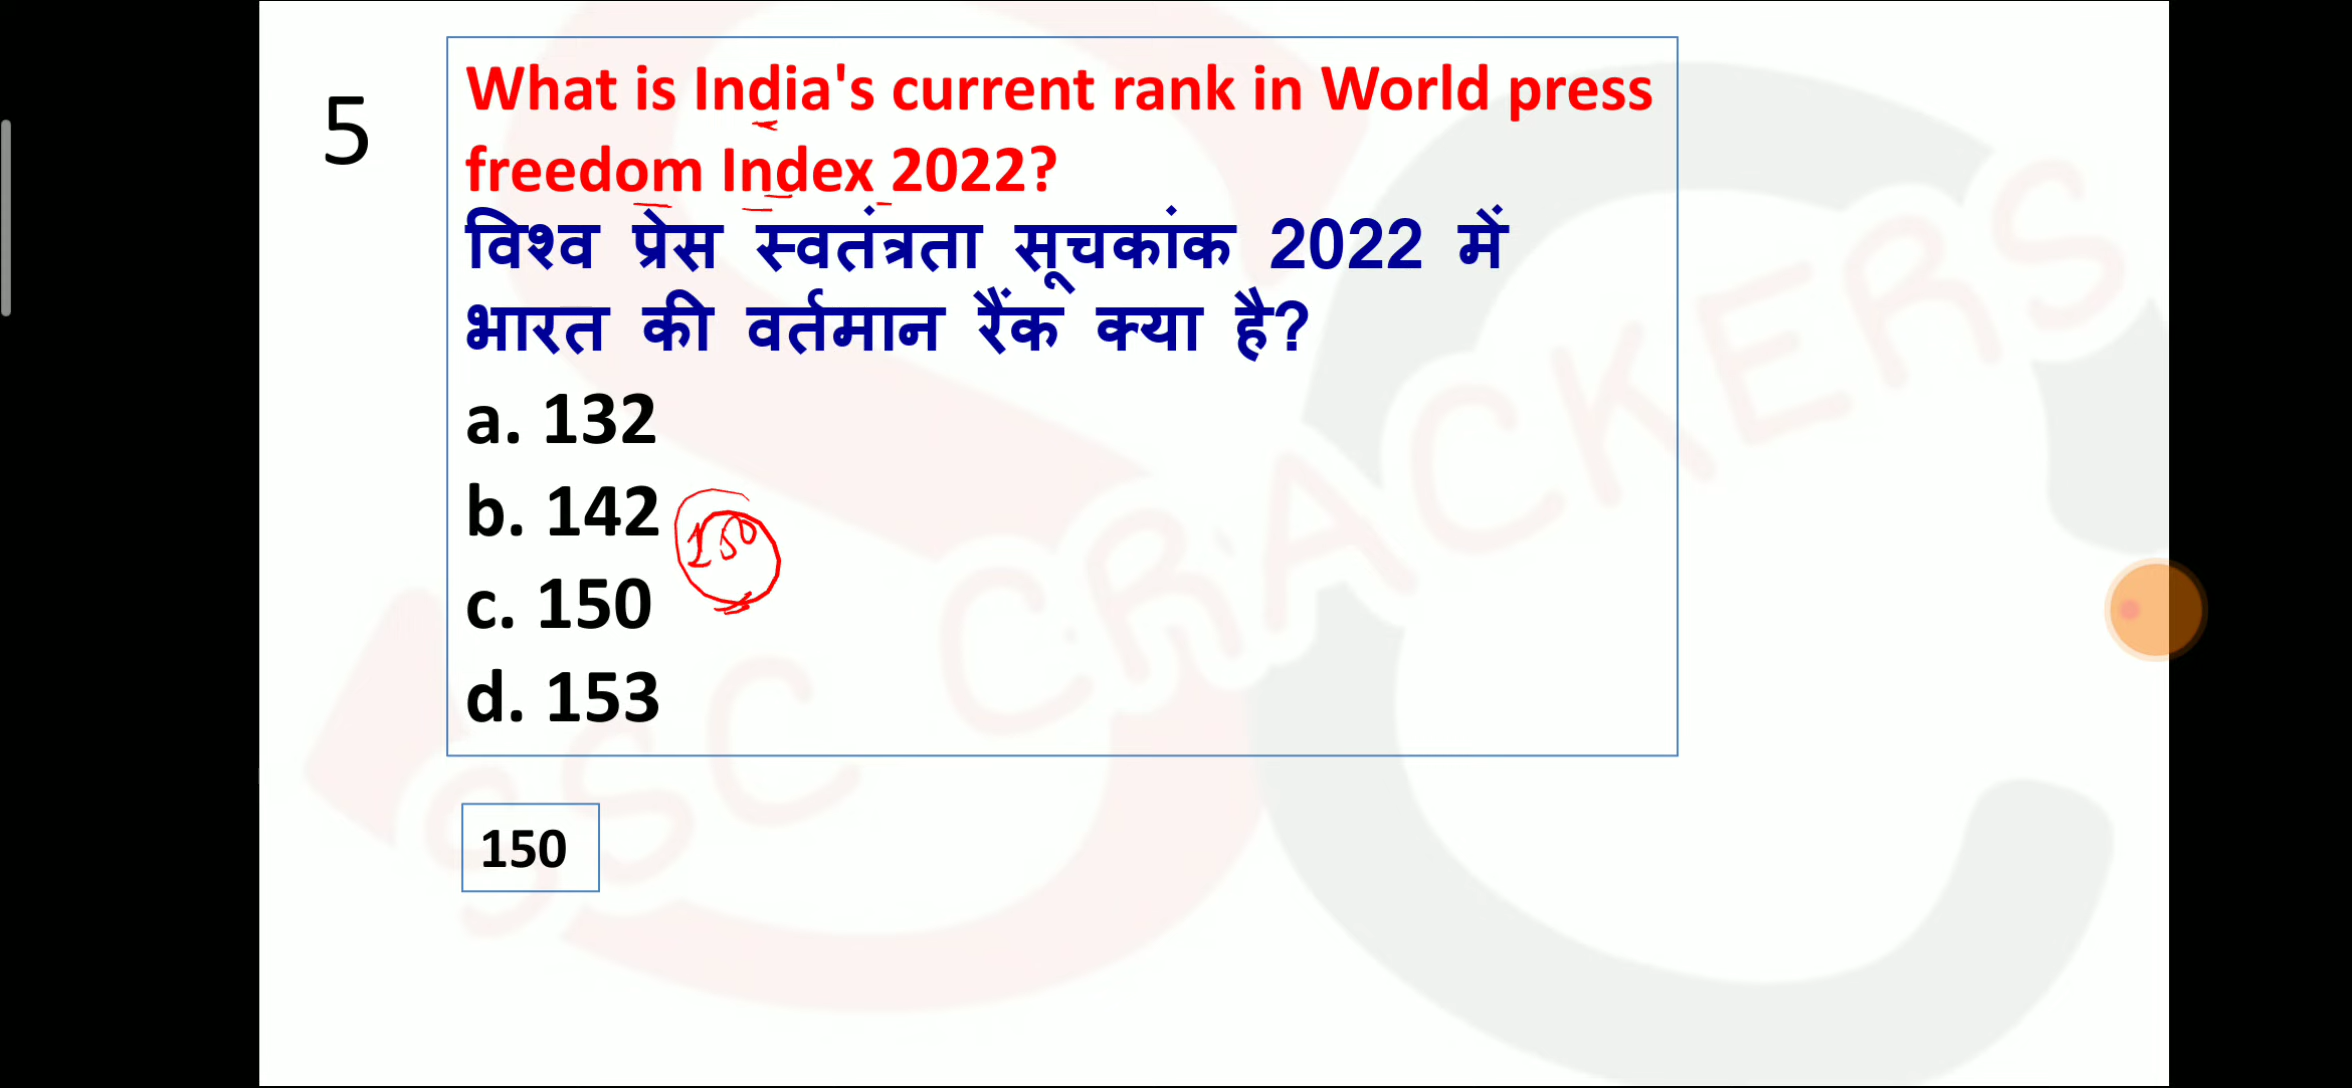 5
What is India's current rank in World press
freedom Index 2022?
विश्व प्रेस स्वतंत्रता सूचकांक 2022 में
भारत की वर्तमान रैंक क्या है?
a. 132
b. 142
150
c. 150
d. 153
150
SSC CRACKERS